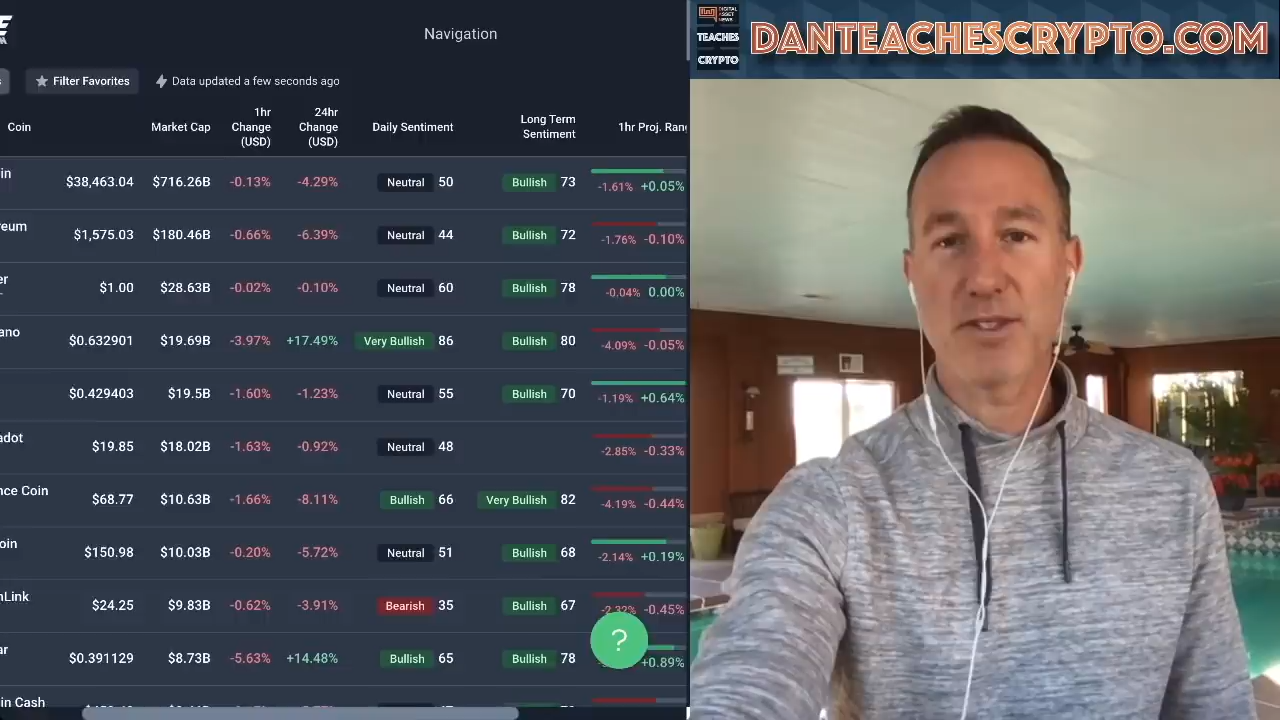 Navigation
Filter Favorites
Data updated a few seconds ago
Coin
Market Cap
1hr Change (USD)
24hr Change (USD)
Daily Sentiment
Long Term Sentiment
1hr Proj. Rang
in $38,463.04 $716.26B -0.13% -4.29% Neutral 50 Bullish 73 -1.61% +0.05%
eum $1,575.03 $180.46B -0.66% -6.39% Neutral 44 Bullish 72 -1.76% -0.10%
er $1.00 $28.63B -0.02% -0.10% Neutral 60 Bullish 78 -0.04% 0.00%
ano $0.632901 $19.69B -3.97% +17.49% Very Bullish 86 Bullish 80 -4.09% -0.05%
$0.429403 $19.5B -1.60% -1.23% Neutral 55 Bullish 70 -1.19% +0.64%
adot $19.85 $18.02B -1.63% -0.92% Neutral 48 -2.85% -0.33%
nce Coin $68.77 $10.63B -1.66% -8.11% Bullish 66 Very Bullish 82 -4.19% -0.44%
oin $150.98 $10.03B -0.20% -5.72% Neutral 51 Bullish 68 -2.14% +0.19%
nLink $24.25 $9.83B -0.62% -3.91% Bearish 35 Bullish 67 -2.32% -0.45%
ar $0.391129 $8.73B -5.63% +14.48% Bullish 65 Bullish 78 +0.89%
in Cash
?
DIGITAL
ASSET
NEWS
TEACHES
CRYPTO
DANTEACHESCRYPTO.COM